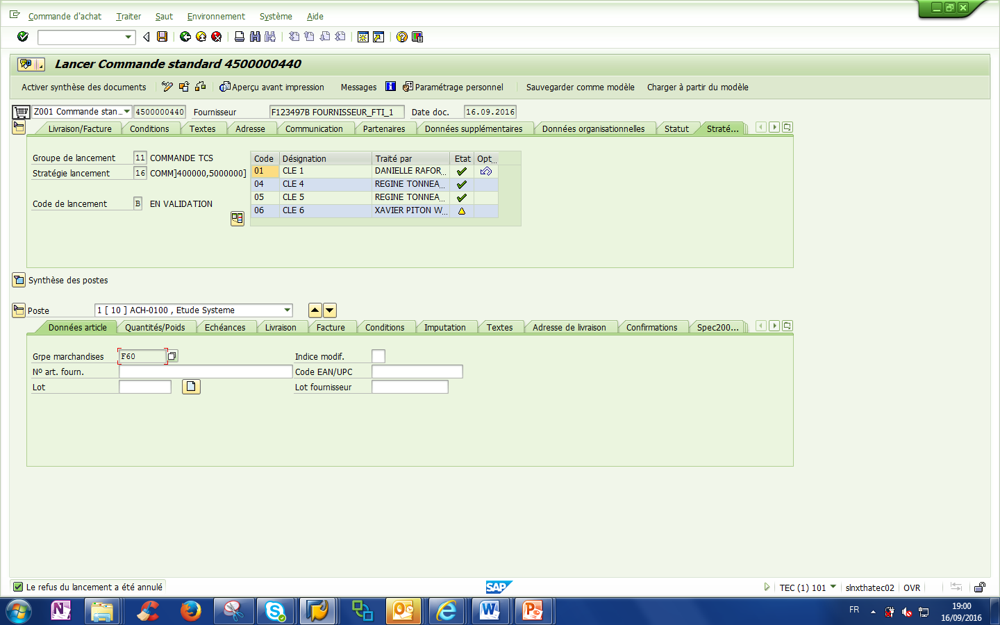 Commande d'achat Traiter Saut Environnement Système Aide
Lancer Commande standard 4500000440
Activer synthèse des documents Aperçu avant impression Messages Paramétrage personnel Sauvegarder comme modèle Charger à partir du modèle
Z001 Commande stan... 4500000440 Fournisseur F123497B FOURNISSEUR_FTI_1 Date doc. 16.09.2016
Livraison/Facture Conditions Textes Adresse Communication Partenaires Données supplémentaires Données organisationnelles Statut Straté...
Groupe de lancement 11 COMMANDE TCS
Stratégie lancement 16 COMM]400000,5000000]
Code de lancement B EN VALIDATION
Code Désignation Traité par Etat Opt...
01 CLE 1 DANIELLE RAFOR...
04 CLE 4 REGINE TONNEA...
05 CLE 5 REGINE TONNEA...
06 CLE 6 XAVIER PITON W...
Synthèse des postes
Poste 1 [ 10 ] ACH-0100 , Etude Systeme
Données article Quantités/Poids Echéances Livraison Facture Conditions Imputation Textes Adresse de livraison Confirmations Spec200...
Grpe marchandises F60 Indice modif.
Nº art. fourn. Code EAN/UPC
Lot Lot fournisseur
Le refus du lancement a été annulé SAP TEC (1) 101 slnxthatec02 OVR
FR 19:00
16/09/2016